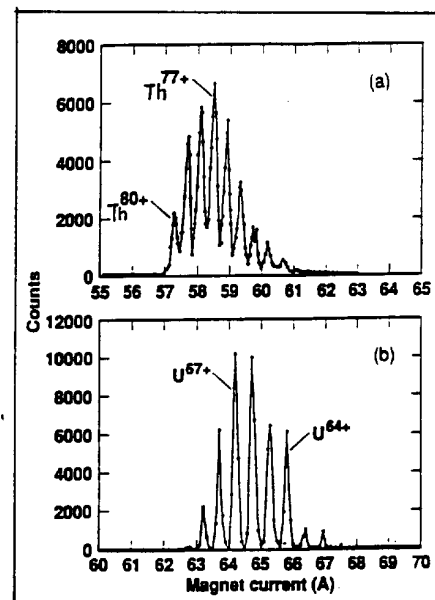 8000
6000
4000
2000
0
Th77+
Th80+
(a)
55 56 57 58 59 60 61 62 63 64 65
Counts
12000
10000
8000
6000
4000
2000
0
U67+
U64+
(b)
60 61 62 63 64 65 66 67 68 69 70
Magnet current (A)